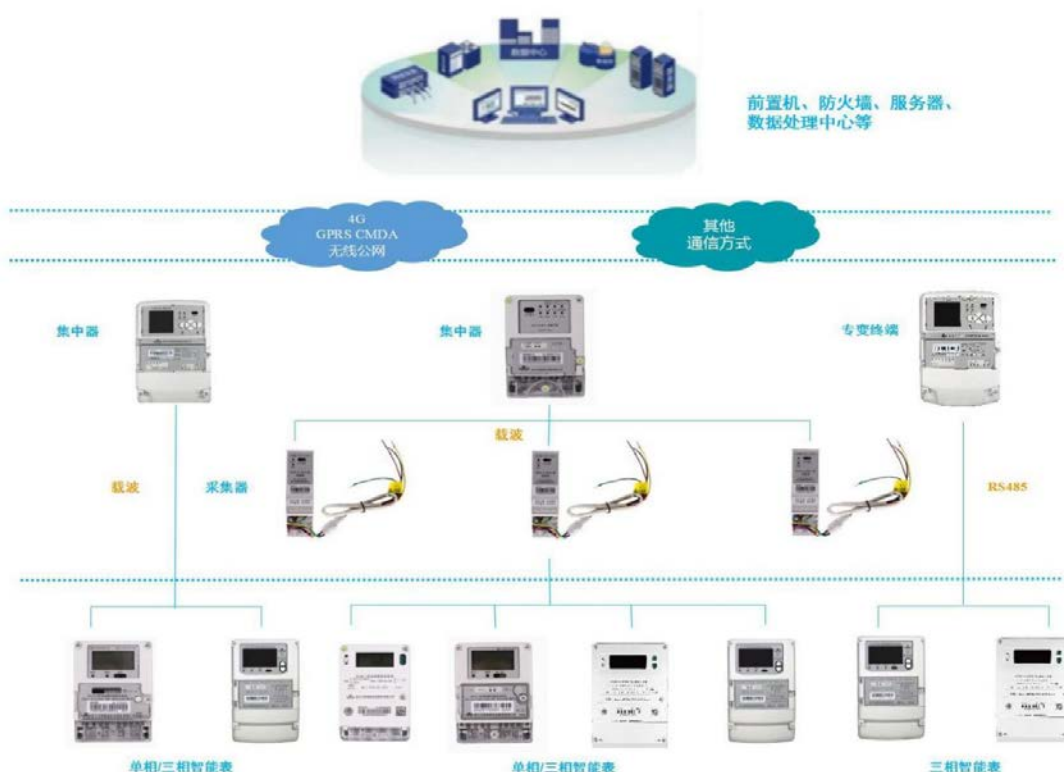 数据中心
前置机、防火墙、服务器、
数据处理中心等
4G
GPRS CMDA
无线公网
其他
通信方式
集中器
集中器
专变终端
载波
载波
采集器
RS485
单相/三相智能表
单相/三相智能表
三相智能表